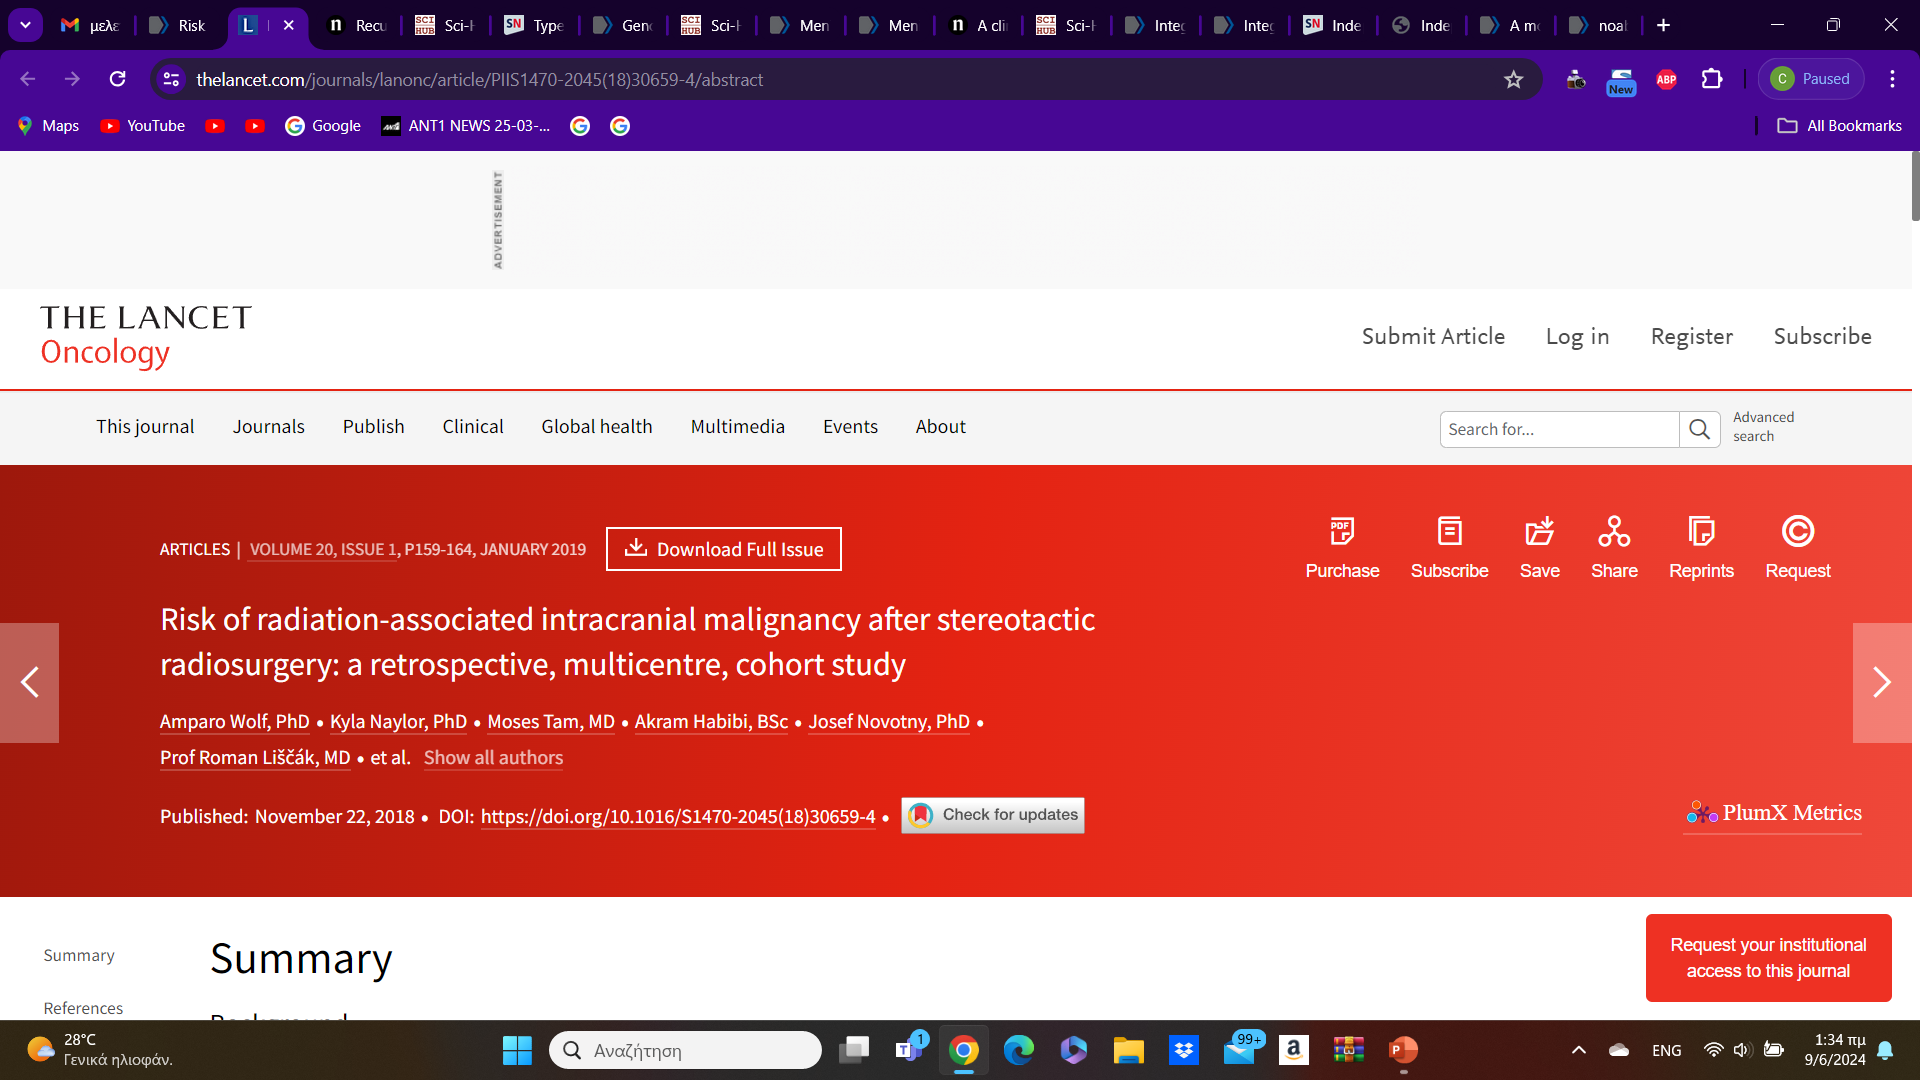 μελε
Risk
Recu
Sci-H
Type
Geno
Sci-H
Men
Men
A cli
Sci-H
Integ
Integ
Inde
Inde
A mo
noab
thelancet.com/journals/lanonc/article/PIIS1470-2045(18)30659-4/abstract
New
ABP
C Paused
Maps
YouTube
Google
ANT1 NEWS 25-03-...
All Bookmarks
ADVERTISEMENT
THE LANCET
Oncology
Submit Article Log in Register Subscribe
This journal Journals Publish Clinical Global health Multimedia Events About
Search for...
Advanced
search
ARTICLES | VOLUME 20, ISSUE 1, P159-164, JANUARY 2019
Download Full Issue
PDF
Purchase Subscribe Save Share Reprints Request
Risk of radiation-associated intracranial malignancy after stereotactic
radiosurgery: a retrospective, multicentre, cohort study
Amparo Wolf, PhD • Kyla Naylor, PhD • Moses Tam, MD • Akram Habibi, BSc • Josef Novotny, PhD •
Prof Roman Liščák, MD • et al. Show all authors
Published: November 22, 2018 • DOI: https://doi.org/10.1016/S1470-2045(18)30659-4 •
Check for updates
PlumX Metrics
Summary
References
Summary
Background
Request your institutional
access to this journal
28°C
Γενικά ηλιοφάν.
Αναζήτηση
1
99+
ENG
1:34 πμ
9/6/2024